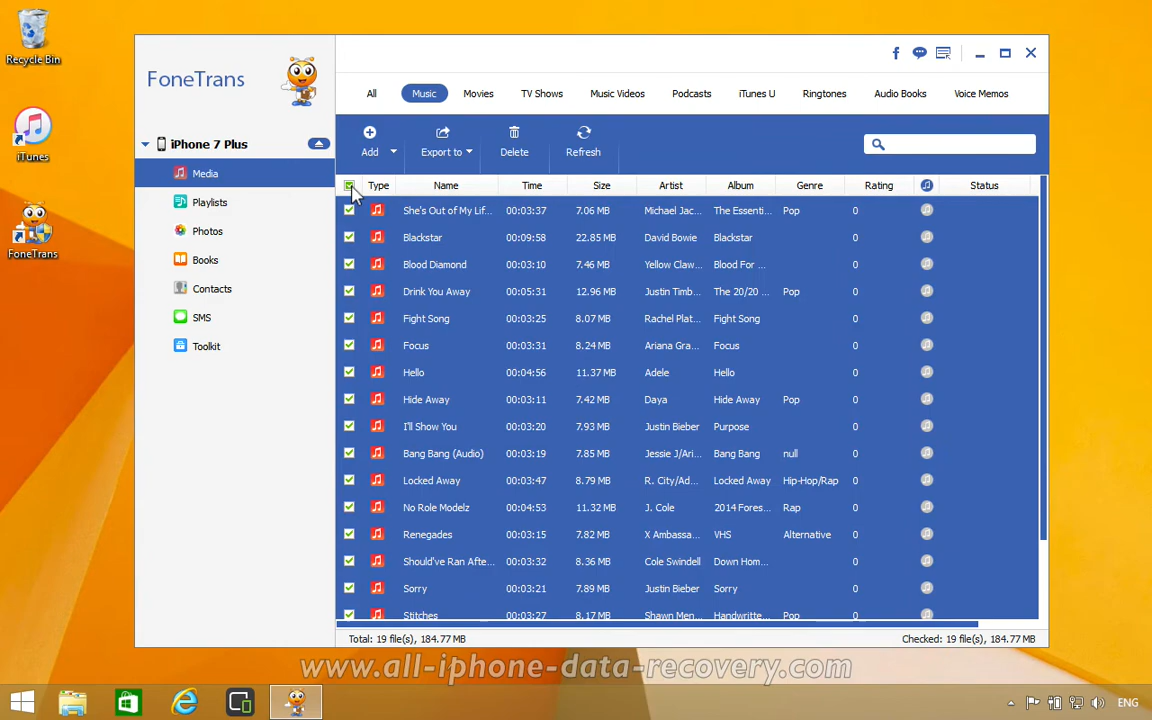 Recycle Bin
iTunes
FoneTrans
FoneTrans
iPhone 7 Plus
Media
Playlists
Photos
Books
Contacts
SMS
Toolkit
All Music Movies TV Shows Music Videos Podcasts iTunes U Ringtones Audio Books Voice Memos
Add Export to Delete Refresh
Type Name Time Size Artist Album Genre Rating Status
She's Out of My Lif... 00:03:37 7.06 MB Michael Jac... The Essenti... Pop 0
Blackstar 00:09:58 22.85 MB David Bowie Blackstar 0
Blood Diamond 00:03:10 7.46 MB Yellow Claw... Blood For ... 0
Drink You Away 00:05:31 12.96 MB Justin Timb... The 20/20 ... Pop 0
Fight Song 00:03:25 8.07 MB Rachel Plat... Fight Song 0
Focus 00:03:31 8.24 MB Ariana Gra... Focus 0
Hello 00:04:56 11.37 MB Adele Hello 0
Hide Away 00:03:11 7.42 MB Daya Hide Away Pop 0
I'll Show You 00:03:20 7.93 MB Justin Bieber Purpose 0
Bang Bang (Audio) 00:03:19 7.85 MB Jessie J/Ari... Bang Bang null 0
Locked Away 00:03:47 8.79 MB R. City/Ad... Locked Away Hip-Hop/Rap 0
No Role Modelz 00:04:53 11.32 MB J. Cole 2014 Fores... Rap 0
Renegades 00:03:15 7.82 MB X Ambassa... VHS Alternative 0
Should've Ran Afte... 00:03:32 8.36 MB Cole Swindell Down Hom... 0
Sorry 00:03:21 7.89 MB Justin Bieber Sorry 0
Stitches 00:03:27 8.17 MB Shawn Men... Handwritte... Pop 0
Total: 19 file(s), 184.77 MB Checked: 19 file(s), 184.77 MB
www.all-iphone-data-recovery.com
ENG